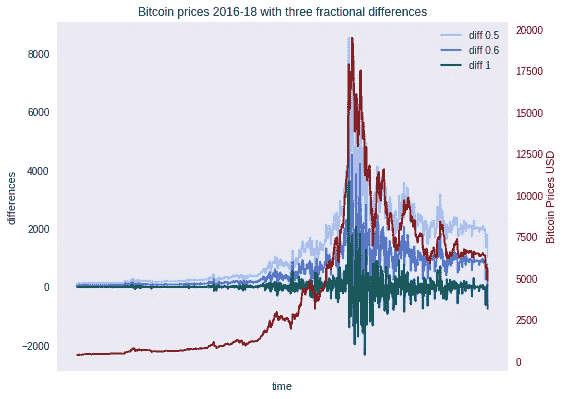 Bitcoin prices 2016-18 with three fractional differences
diff 0.5
diff 0.6
diff 1
8000
6000
4000
2000
0
−2000
differences
20000
17500
15000
12500
10000
7500
5000
2500
0
Bitcoin Prices USD
time